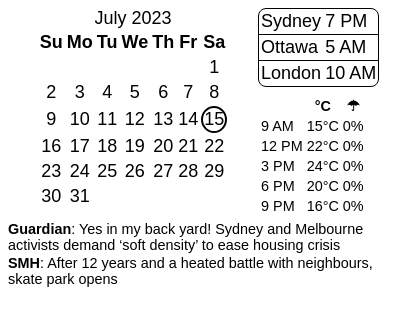 July 2023
Su Mo Tu We Th Fr Sa
1
2 3 4 5 6 7 8
9 10 11 12 13 14 15
16 17 18 19 20 21 22
23 24 25 26 27 28 29
30 31
Sydney 7 PM
Ottawa 5 AM
London 10 AM
°C ☂
9 AM 15°C 0%
12 PM 22°C 0%
3 PM 24°C 0%
6 PM 20°C 0%
9 PM 16°C 0%
Guardian: Yes in my back yard! Sydney and Melbourne
activists demand ‘soft density’ to ease housing crisis
SMH: After 12 years and a heated battle with neighbours,
skate park opens